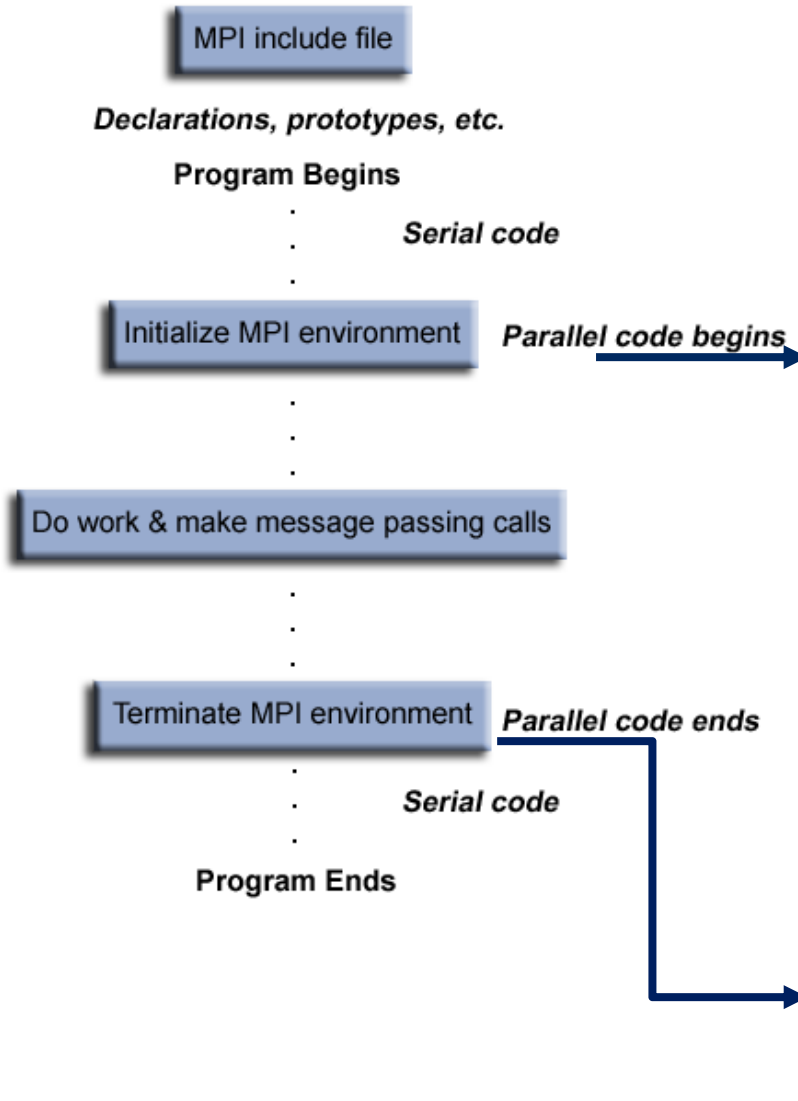 MPI include file
Declarations, prototypes, etc.
Program Begins
.
. Serial code
.
Initialize MPI environment Parallel code begins
.
.
.
Do work & make message passing calls
.
.
.
Terminate MPI environment Parallel code ends
.
. Serial code
.
Program Ends